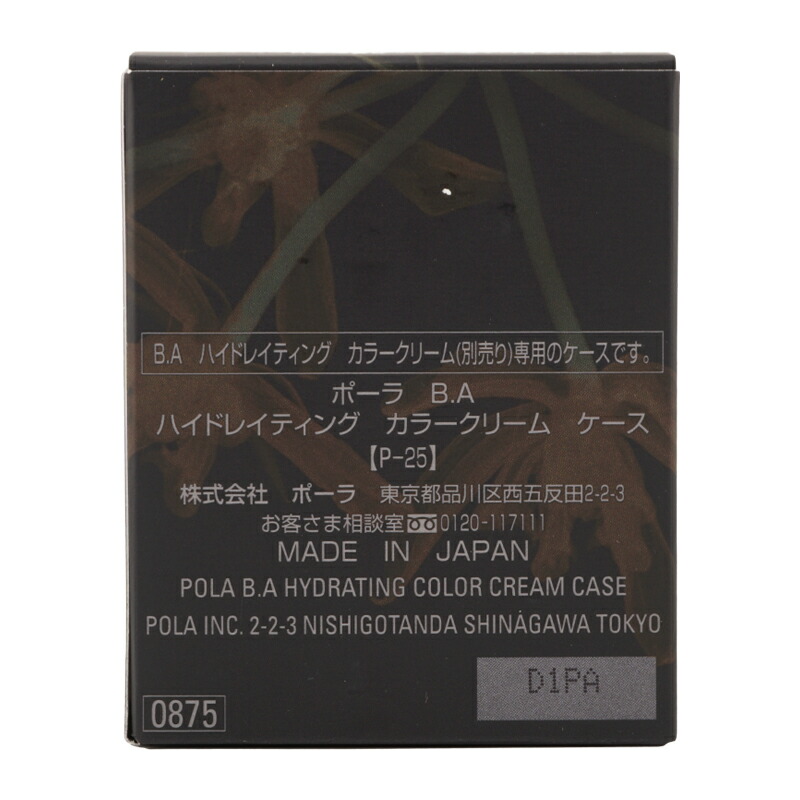 B.A ハイドレイティング カラークリーム(別売り)専用のケースです。
ポーラ B.A
ハイドレイティング カラークリーム ケース
【P-25】
株式会社 ポーラ 東京都品川区西五反田2-2-3
お客さま相談室 0120-117111
MADE IN JAPAN
POLA B.A HYDRATING COLOR CREAM CASE
POLA INC. 2-2-3 NISHIGOTANDA SHINAGAWA TOKYO
D1PA
0875